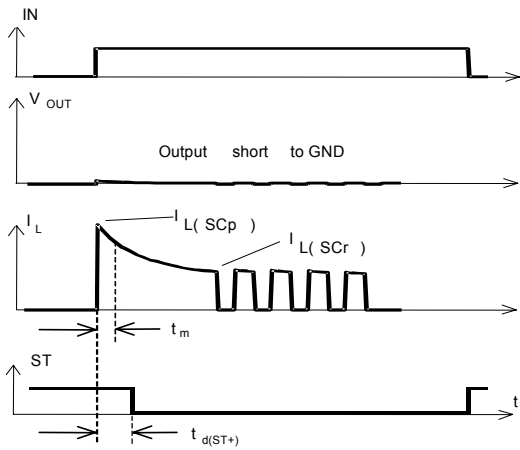 IN
V OUT
Output short to GND
I L
I L( SCp )
I L( SCr )
t m
ST
t
t d(ST+)